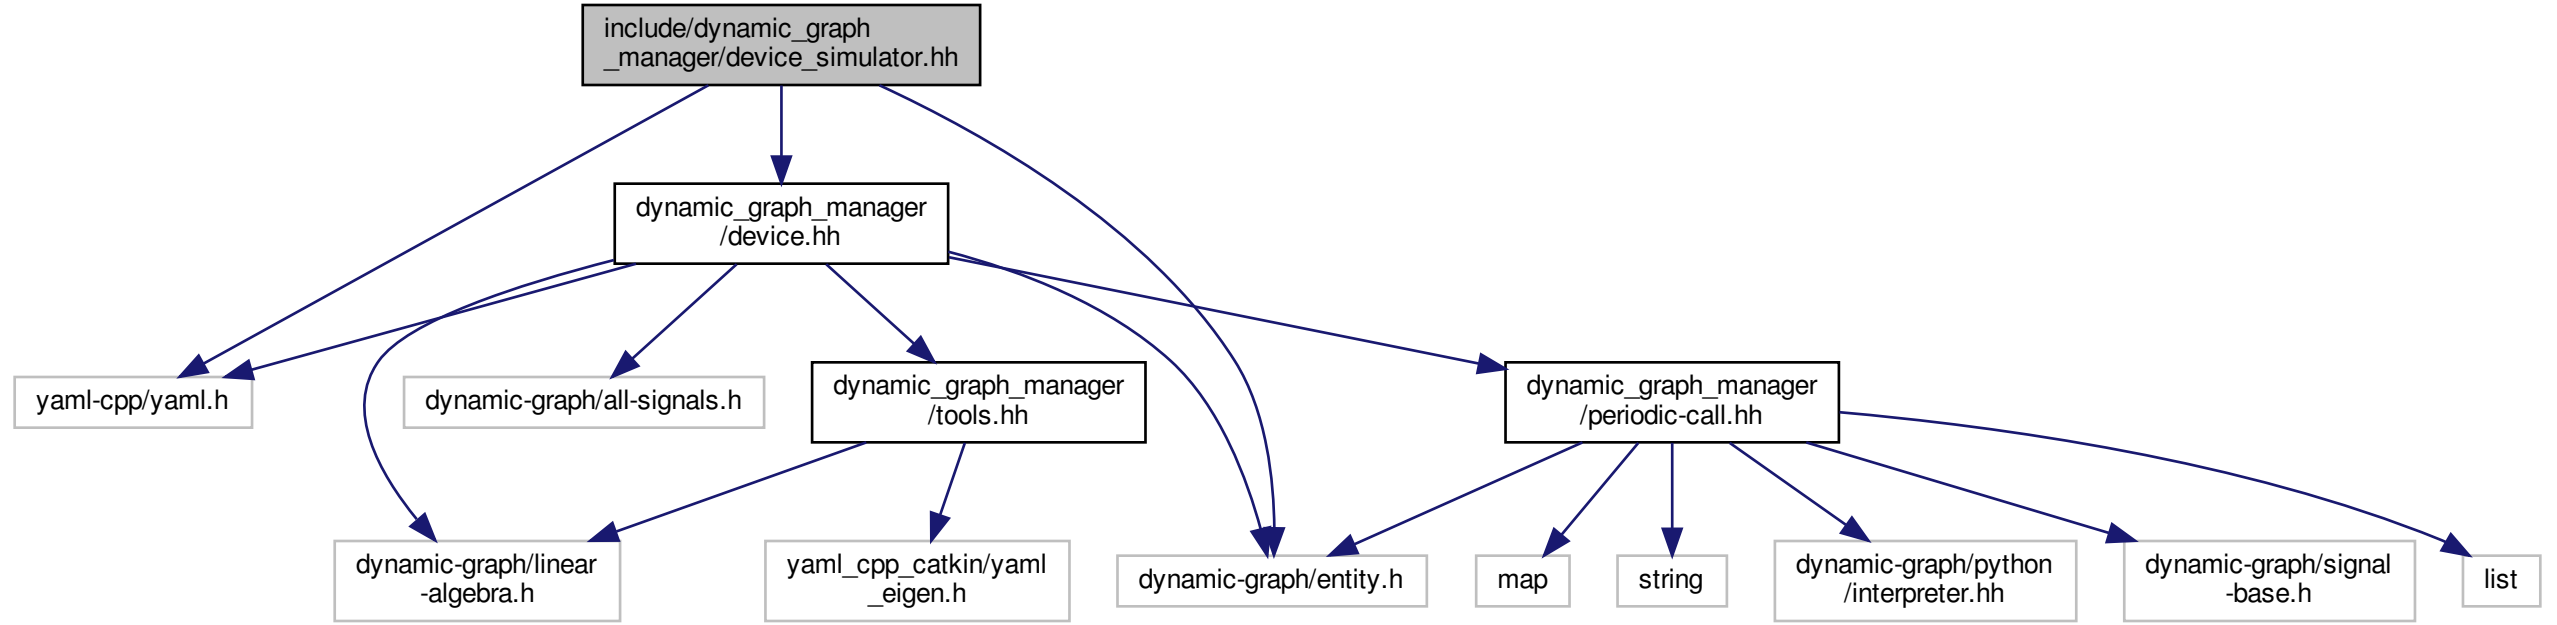 include/dynamic_graph
_manager/device_simulator.hh
dynamic_graph_manager
/device.hh
yaml-cpp/yaml.h
dynamic-graph/all-signals.h
dynamic_graph_manager
/tools.hh
dynamic_graph_manager
/periodic-call.hh
dynamic-graph/linear
-algebra.h
yaml_cpp_catkin/yaml
_eigen.h
dynamic-graph/entity.h
map
string
dynamic-graph/python
/interpreter.hh
dynamic-graph/signal
-base.h
list